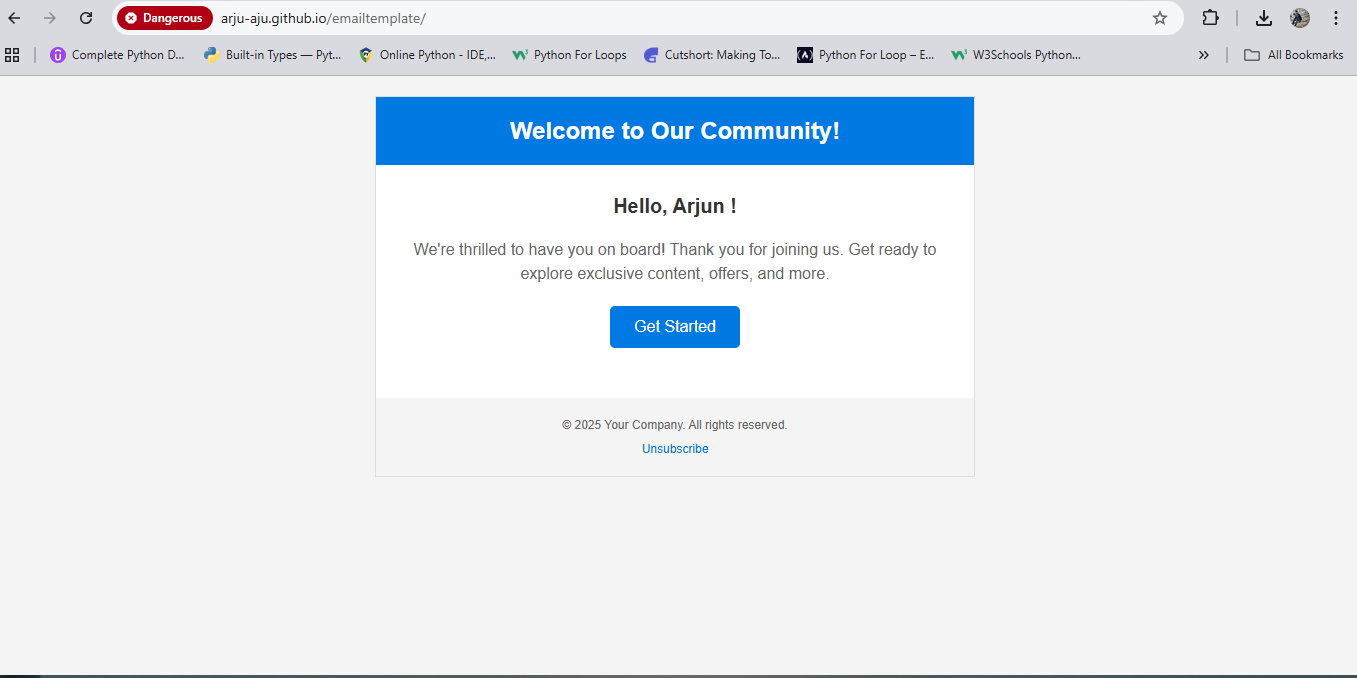 Dangerous arju-aju.github.io/emailtemplate/
Complete Python D... Built-in Types — Pyt... Online Python - IDE,... Python For Loops Cutshort: Making To... Python For Loop – E... W3Schools Python... » All Bookmarks
Welcome to Our Community!
Hello, Arjun !
We're thrilled to have you on board! Thank you for joining us. Get ready to
explore exclusive content, offers, and more.
Get Started
© 2025 Your Company. All rights reserved.
Unsubscribe